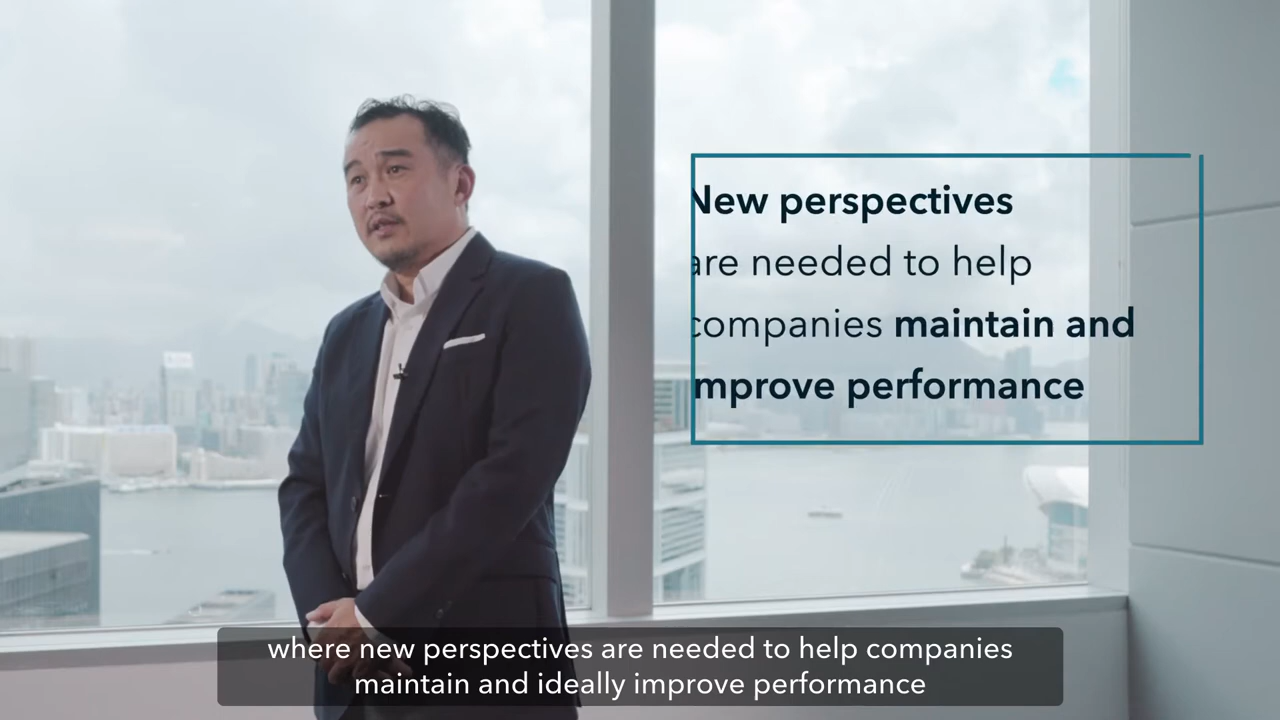 New perspectives
are needed to help
companies maintain and
improve performance
where new perspectives are needed to help companies
maintain and ideally improve performance